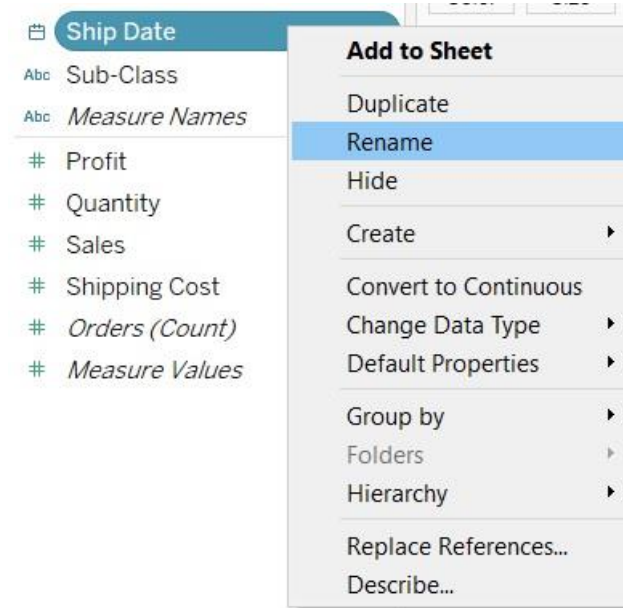 Ship Date
Abc Sub-Class
Abc Measure Names
# Profit
# Quantity
# Sales
# Shipping Cost
# Orders (Count)
# Measure Values
Add to Sheet
Duplicate
Rename
Hide
Create
Convert to Continuous
Change Data Type
Default Properties
Group by
Folders
Hierarchy
Replace References...
Describe...